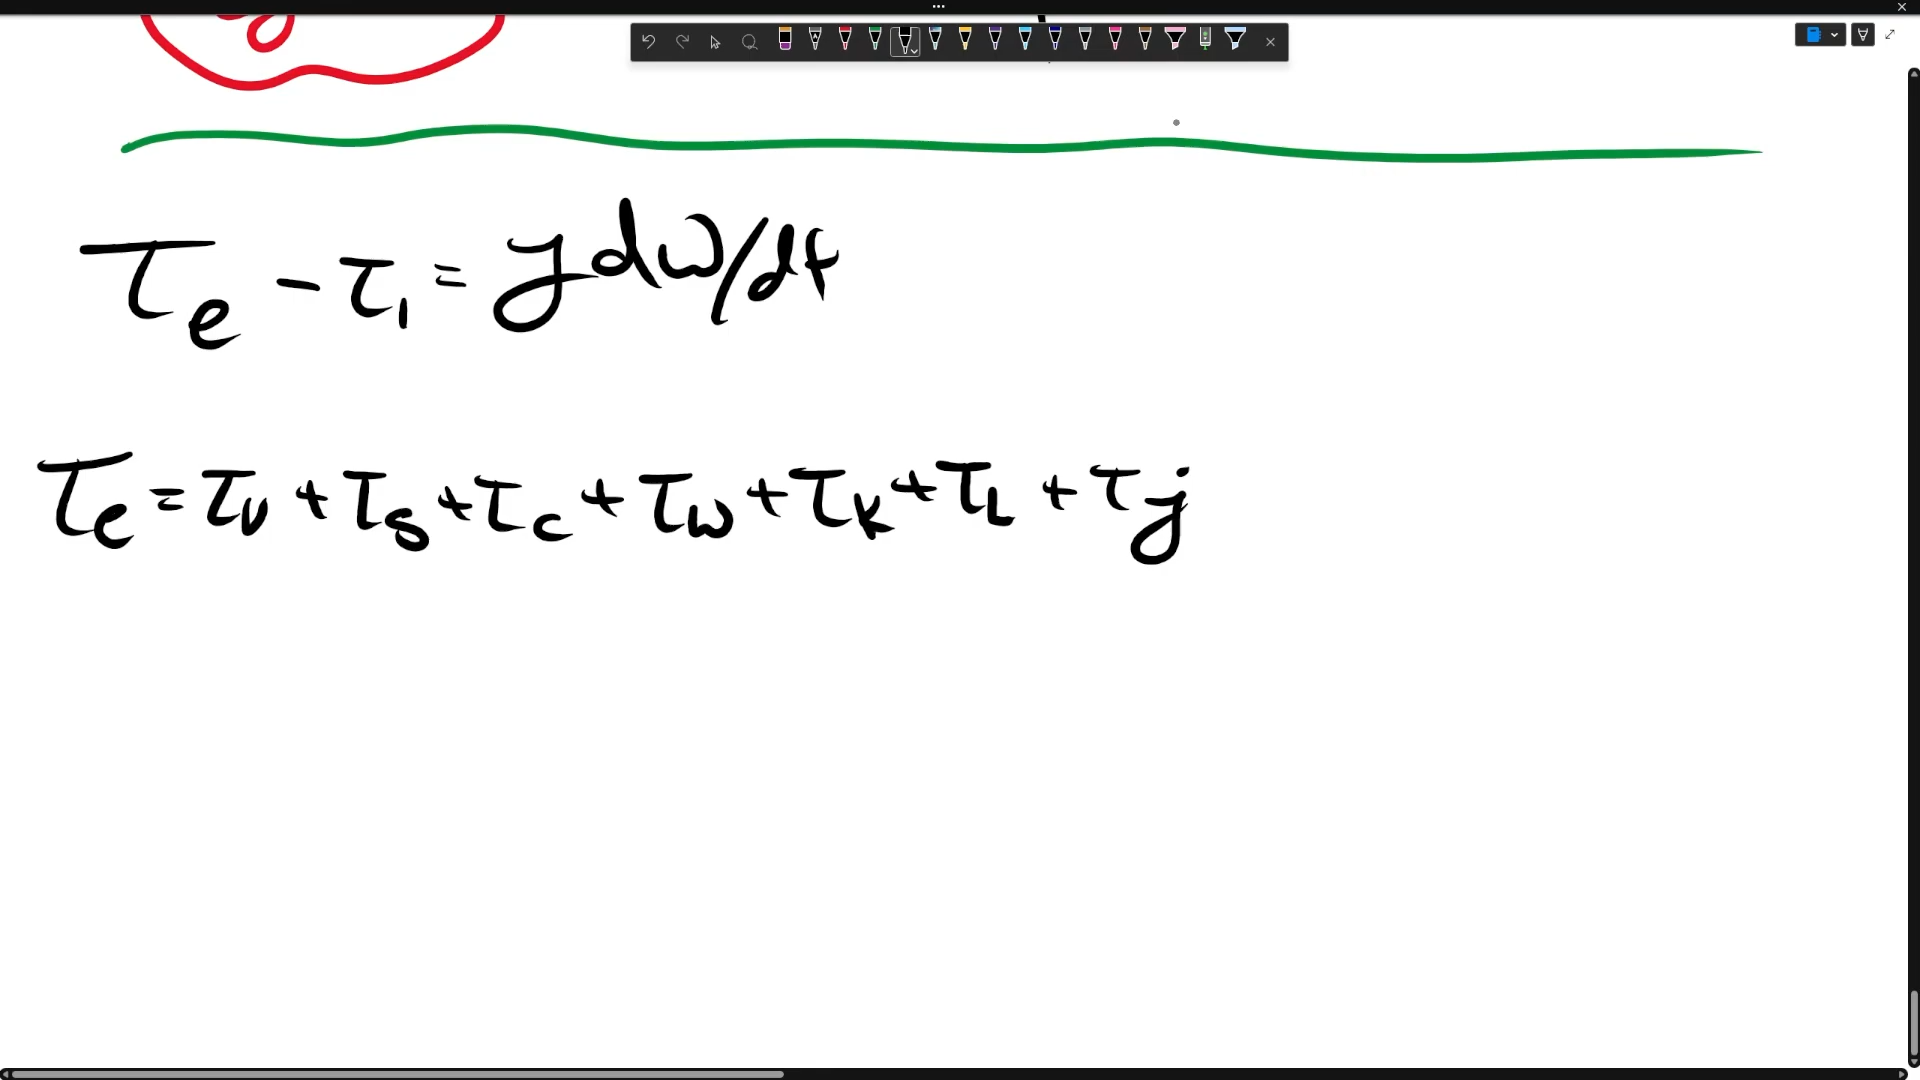 τe - τ1 = J dω/dt
τe = τv + τs + τc + τw + τk + τL + τj